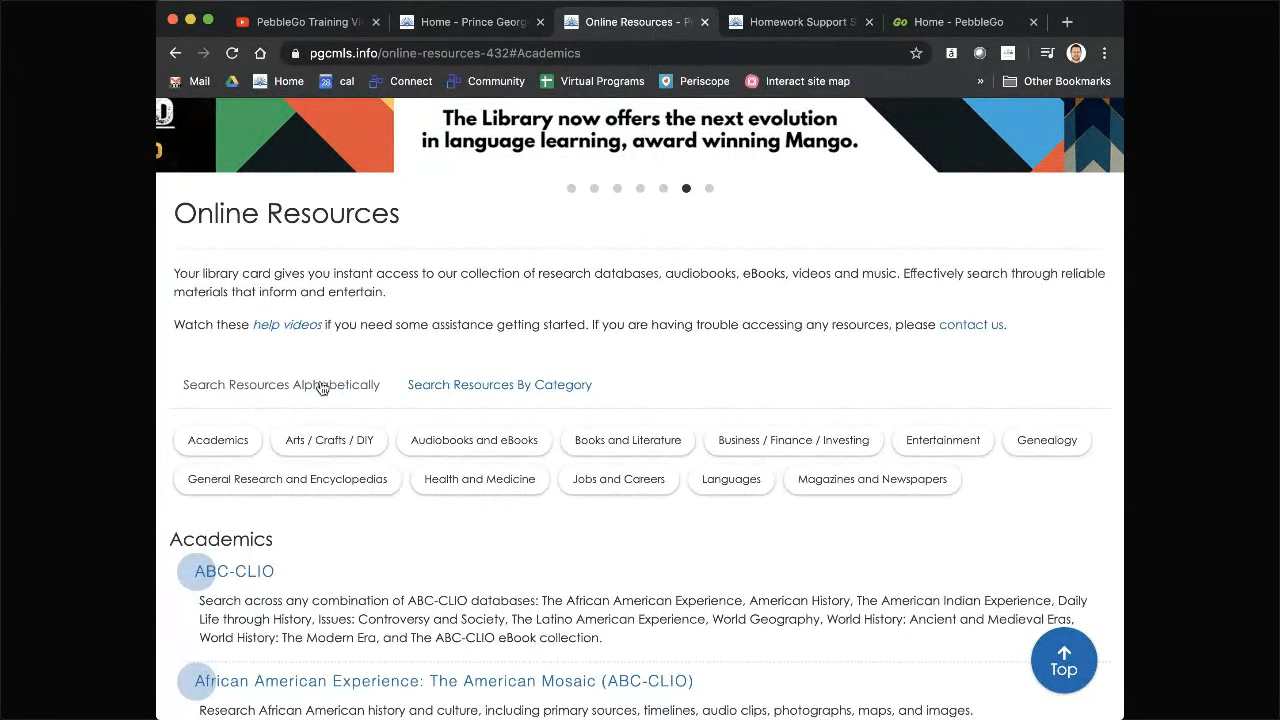 PebbleGo Training Vi
Home - Prince Georg
Online Resources - P
Homework Support S
Go Home - PebbleGo
pgcmls.info/online-resources-432#Academics
Mail
Home
28 cal
Connect
Community
Virtual Programs
Periscope
Interact site map
» Other Bookmarks
The Library now offers the next evolution
in language learning, award winning Mango.
Online Resources
Your library card gives you instant access to our collection of research databases, audiobooks, eBooks, videos and music. Effectively search through reliable
materials that inform and entertain.
Watch these help videos if you need some assistance getting started. If you are having trouble accessing any resources, please contact us.
Search Resources Alphabetically Search Resources By Category
Academics Arts / Crafts / DIY Audiobooks and eBooks Books and Literature Business / Finance / Investing Entertainment Genealogy
General Research and Encyclopedias Health and Medicine Jobs and Careers Languages Magazines and Newspapers
Academics
ABC-CLIO
Search across any combination of ABC-CLIO databases: The African American Experience, American History, The American Indian Experience, Daily
Life through History, Issues: Controversy and Society, The Latino American Experience, World Geography, World History: Ancient and Medieval Eras,
World History: The Modern Era, and The ABC-CLIO eBook collection.
Top
African American Experience: The American Mosaic (ABC-CLIO)
Research African American history and culture, including primary sources, timelines, audio clips, photographs, maps, and images.